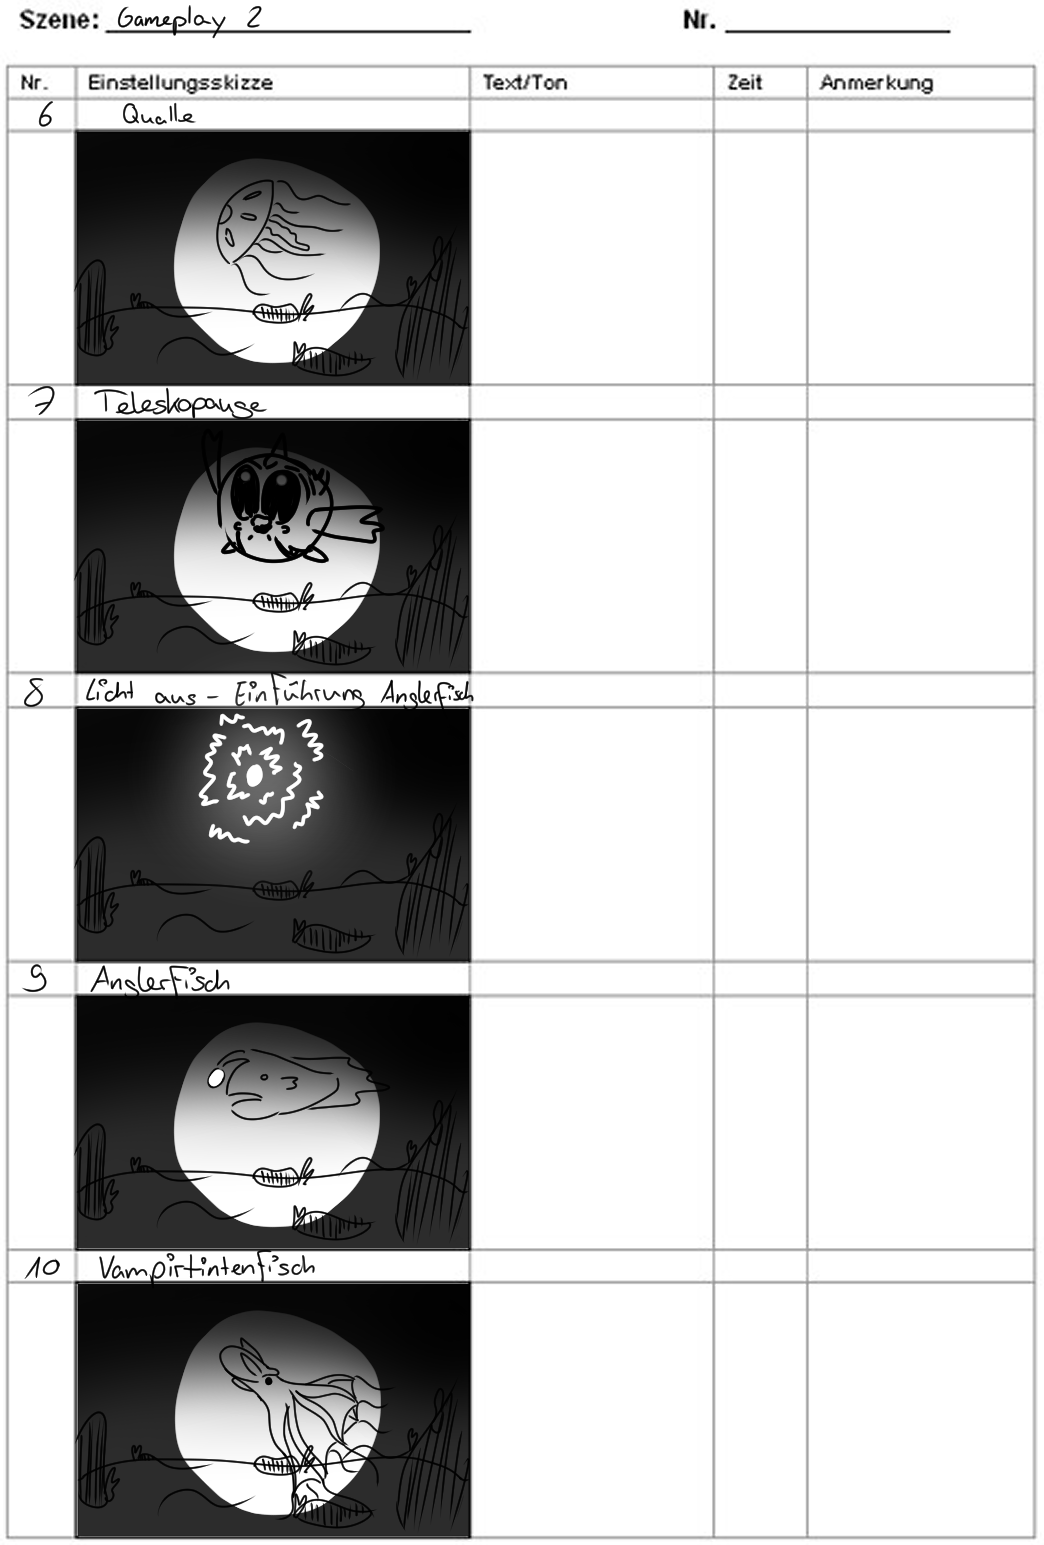 Szene: Gameplay 2 Nr.
Nr. Einstellungsskizze Text/Ton Zeit Anmerkung
6 Qualle
7 Teleskopauge
8 Licht aus - Einführung Anglerfisch
9 Anglerfisch
10 Vampirtintenfisch